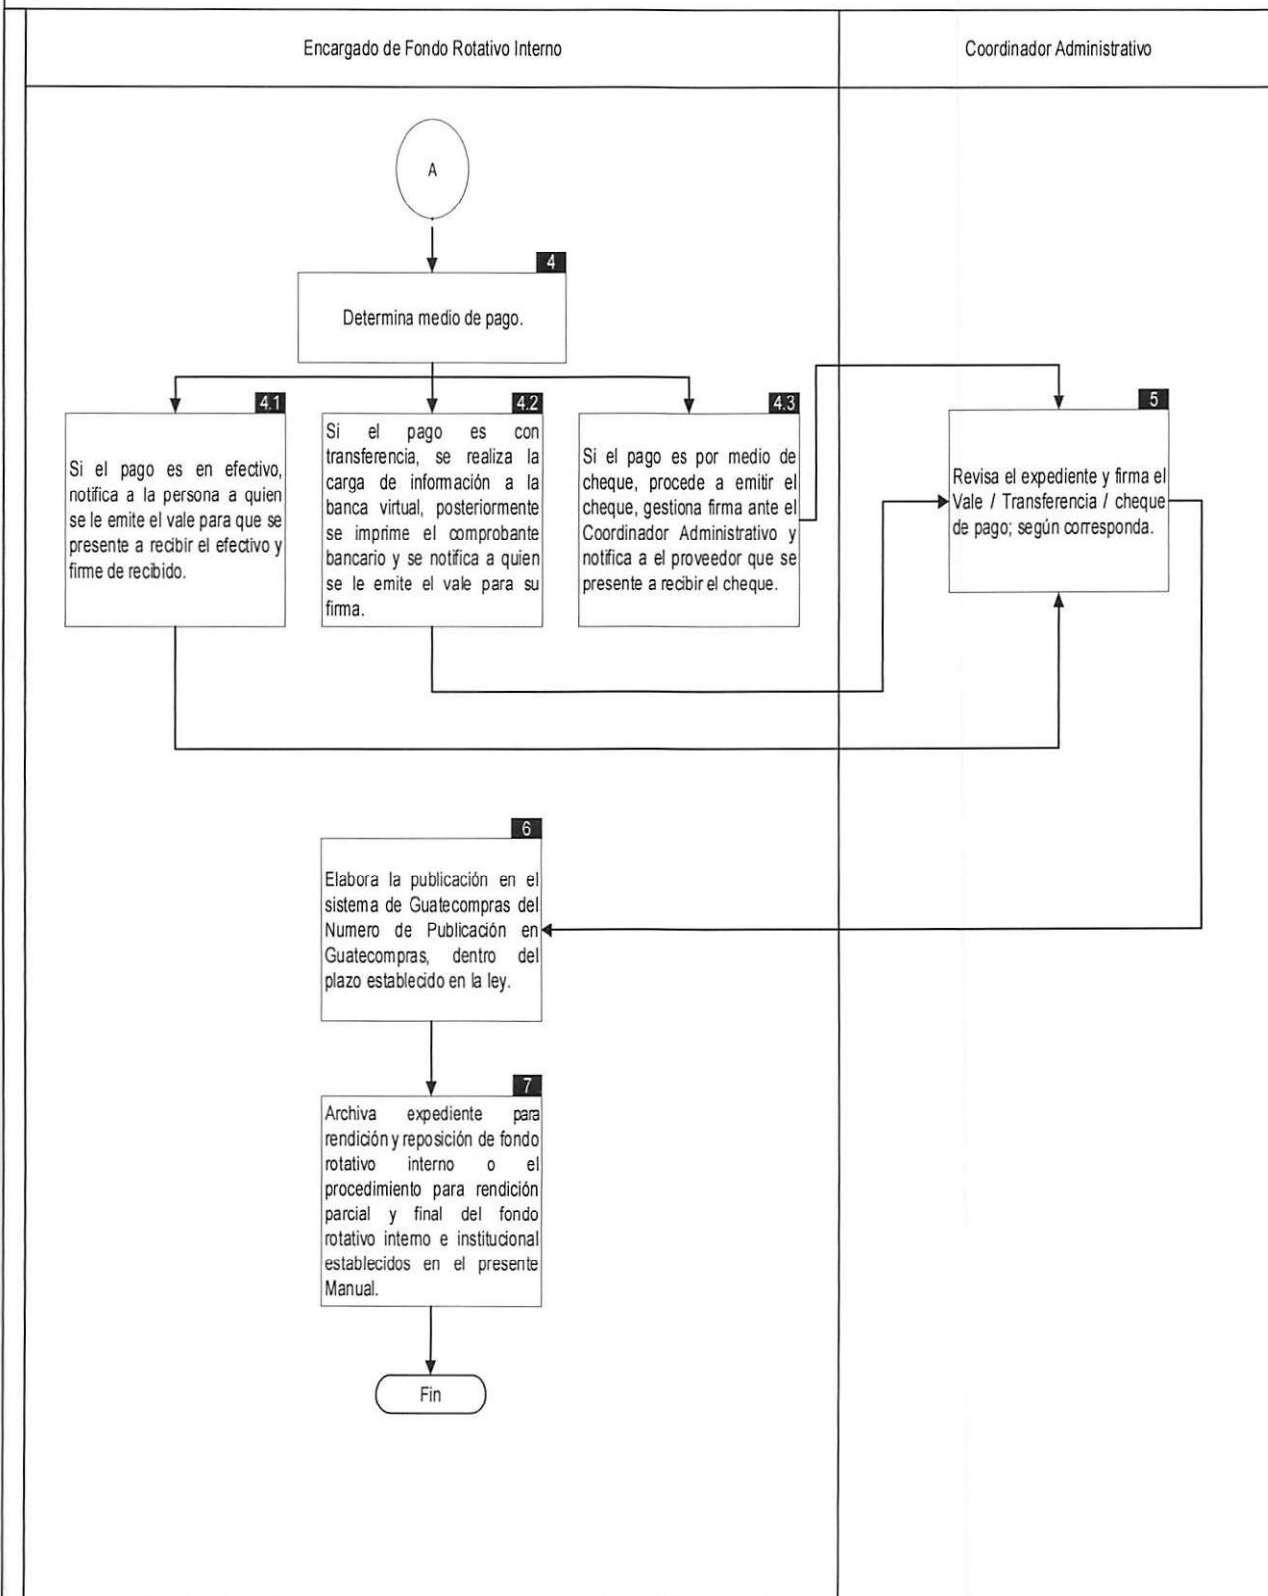 Encargado de Fondo Rotativo Interno
Coordinador Administrativo
A
4
Determina medio de pago.
4.1
Si el pago es en efectivo,
notifica a la persona a quien
se le emite el vale para que se
presente a recibir el efectivo y
firme de recibido.
4.2
Si el pago es con
transferencia, se realiza la
carga de información a la
banca virtual, posteriormente
se imprime el comprobante
bancario y se notifica a quien
se le emite el vale para su
firma.
4.3
Si el pago es por medio de
cheque, procede a emitir el
cheque, gestiona firma ante el
Coordinador Administrativo y
notifica a el proveedor que se
presente a recibir el cheque.
5
Revisa el expediente y firma el
Vale / Transferencia / cheque
de pago; según corresponda.
6
Elabora la publicación en el
sistema de Guatecompras del
Numero de Publicación en
Guatecompras, dentro del
plazo establecido en la ley.
7
Archiva expediente para
rendición y reposición de fondo
rotativo interno o el
procedimiento para rendición
parcial y final del fondo
rotativo interno e institucional
establecidos en el presente
Manual.
Fin